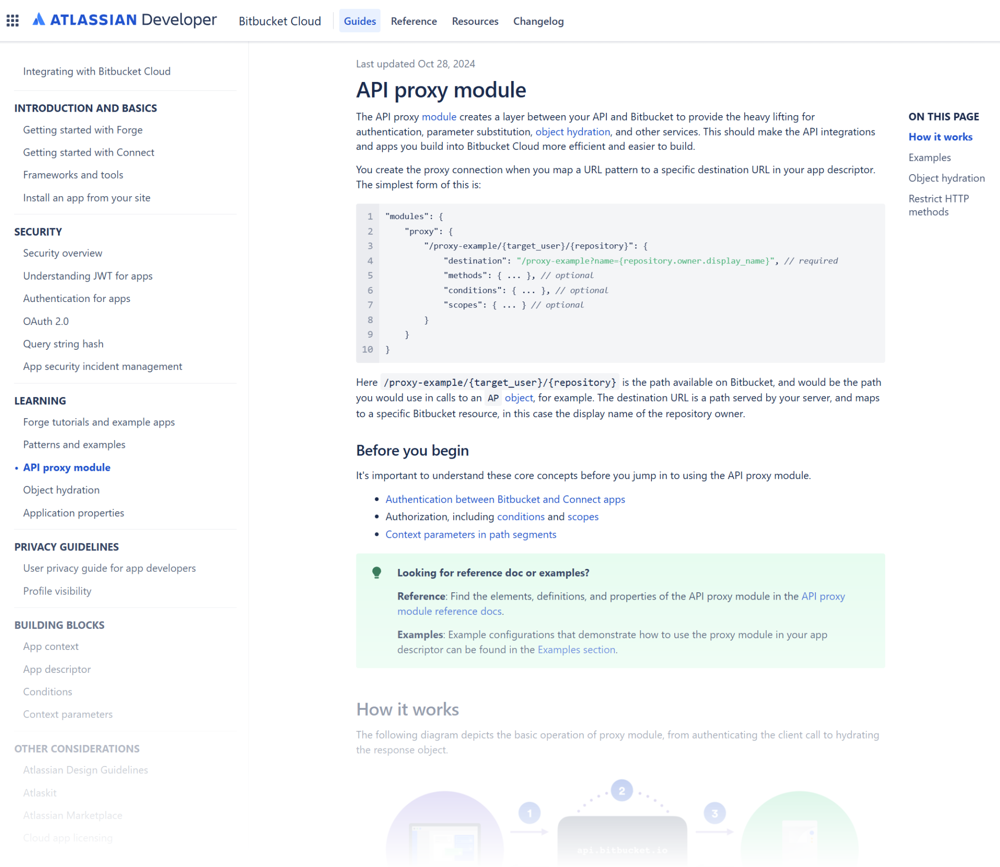 ATLASSIAN Developer
Bitbucket Cloud
Guides
Reference
Resources
Changelog
Integrating with Bitbucket Cloud
INTRODUCTION AND BASICS
Getting started with Forge
Getting started with Connect
Frameworks and tools
Install an app from your site
SECURITY
Security overview
Understanding JWT for apps
Authentication for apps
OAuth 2.0
Query string hash
App security incident management
LEARNING
Forge tutorials and example apps
Patterns and examples
• API proxy module
Object hydration
Application properties
PRIVACY GUIDELINES
User privacy guide for app developers
Profile visibility
BUILDING BLOCKS
App context
App descriptor
Conditions
Context parameters
OTHER CONSIDERATIONS
Atlassian Design Guidelines
Atlaskit
Atlassian Marketplace
Cloud app licensing
Last updated Oct 28, 2024
API proxy module
The API proxy module creates a layer between your API and Bitbucket to provide the heavy lifting for
authentication, parameter substitution, object hydration, and other services. This should make the API integrations
and apps you build into Bitbucket Cloud more efficient and easier to build.
You create the proxy connection when you map a URL pattern to a specific destination URL in your app descriptor.
The simplest form of this is:
1 "modules": {
2     "proxy": {
3         "/proxy-example/{target_user}/{repository}": {
4             "destination": "/proxy-example?name={repository.owner.display_name}", // required
5             "methods": { ... }, // optional
6             "conditions": { ... }, // optional
7             "scopes": { ... } // optional
8         }
9     }
10 }
Here /proxy-example/{target_user}/{repository} is the path available on Bitbucket, and would be the path
you would use in calls to an AP object, for example. The destination URL is a path served by your server, and maps
to a specific Bitbucket resource, in this case the display name of the repository owner.
Before you begin
It's important to understand these core concepts before you jump in to using the API proxy module.
• Authentication between Bitbucket and Connect apps
• Authorization, including conditions and scopes
• Context parameters in path segments
Looking for reference doc or examples?
Reference: Find the elements, definitions, and properties of the API proxy module in the API proxy
module reference docs.
Examples: Example configurations that demonstrate how to use the proxy module in your app
descriptor can be found in the Examples section.
How it works
The following diagram depicts the basic operation of proxy module, from authenticating the client call to hydrating
the response object.
1
2
3
api.bitbucket.io
ON THIS PAGE
How it works
Examples
Object hydration
Restrict HTTP
methods